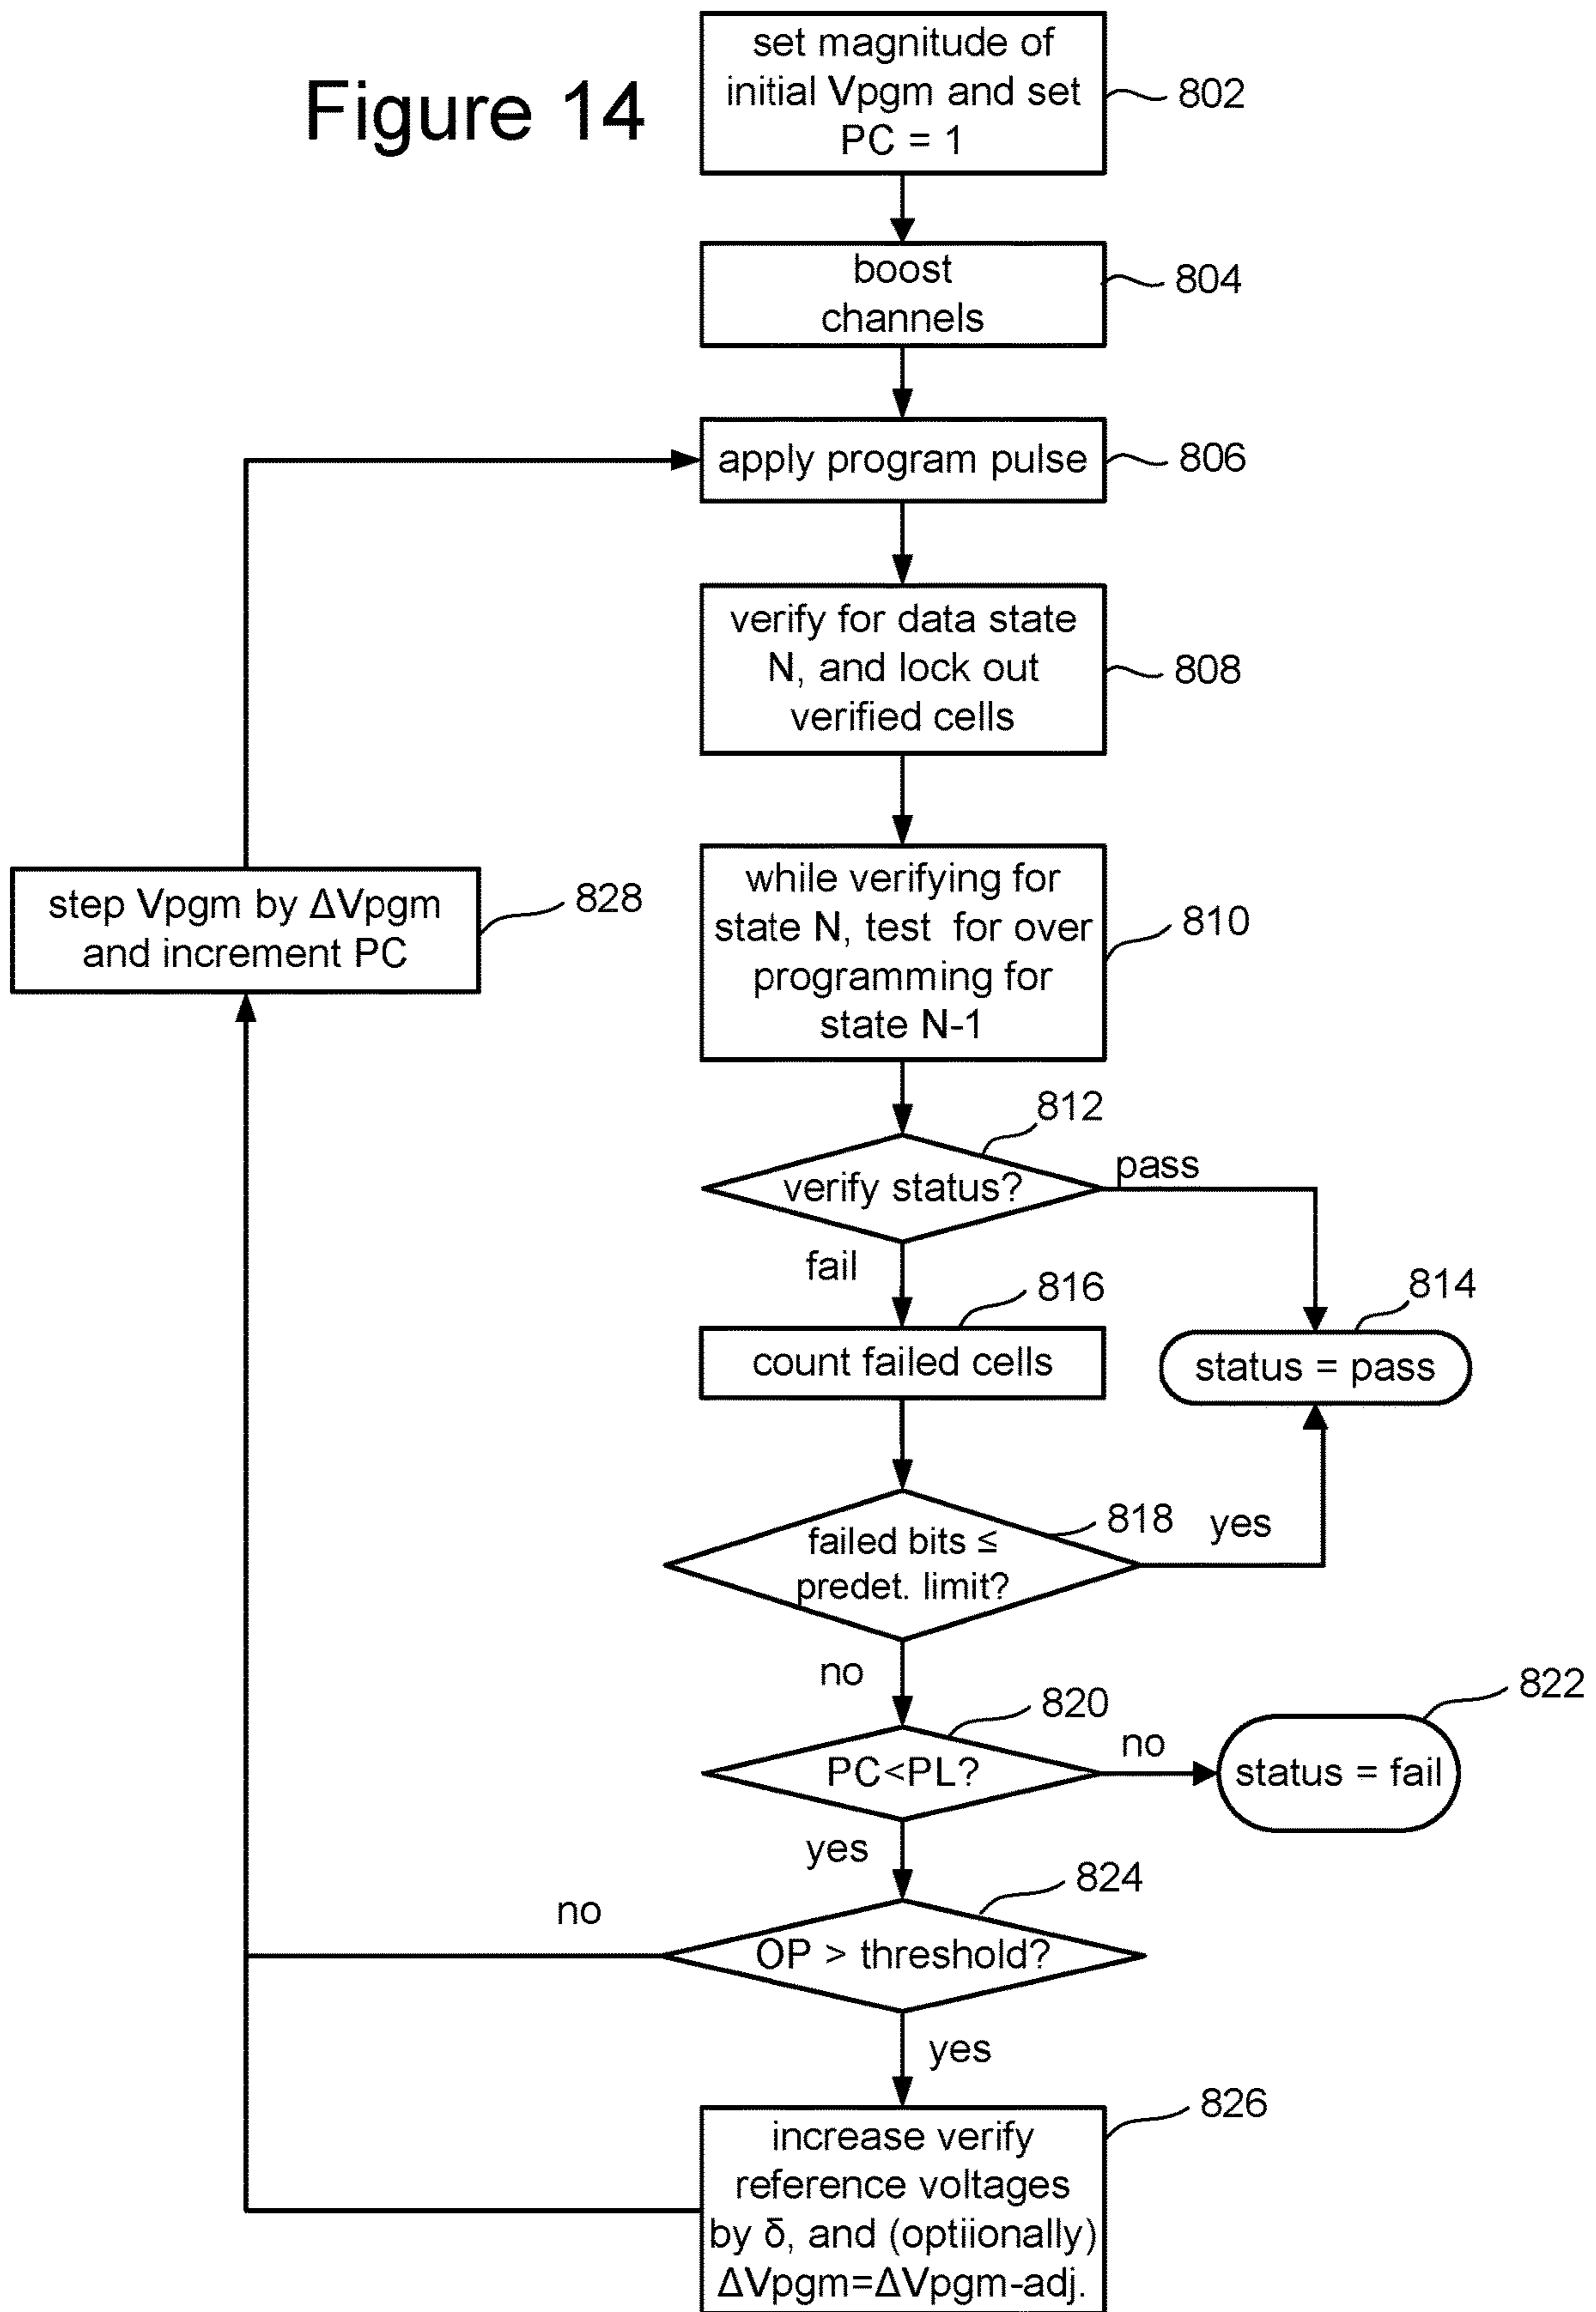 Figure 14
set magnitude of
initial Vpgm and set
PC = 1
802
boost
channels
804
apply program pulse
806
verify for data state
N, and lock out
verified cells
808
step Vpgm by ΔVpgm
and increment PC
828
while verifying for
state N, test for over
programming for
state N-1
810
812
verify status?
pass
fail
816
count failed cells
814
status = pass
818
failed bits ≤
predet. limit?
yes
no
820
PC<PL?
no
822
status = fail
yes
824
OP > threshold?
no
yes
826
increase verify
reference voltages
by δ, and (optiionally)
ΔVpgm=ΔVpgm-adj.